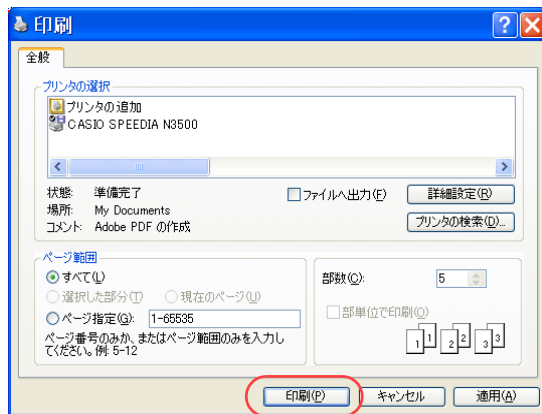 印刷
全般
プリンタの選択
プリンタの追加
CASIO SPEEDIA N3500
状態: 準備完了
ファイルへ出力(F)
詳細設定(R)
場所: My Documents
プリンタの検索(D)...
コメント: Adobe PDF の作成
ページ範囲
すべて(L)
選択した部分(T)
現在のページ(U)
ページ指定(G): 1-65535
ページ番号のみか、またはページ範囲のみを入力し
てください。例: 5-12
部数(C): 5
部単位で印刷(O)
1 1 2 2 3 3
印刷(P)
キャンセル
適用(A)